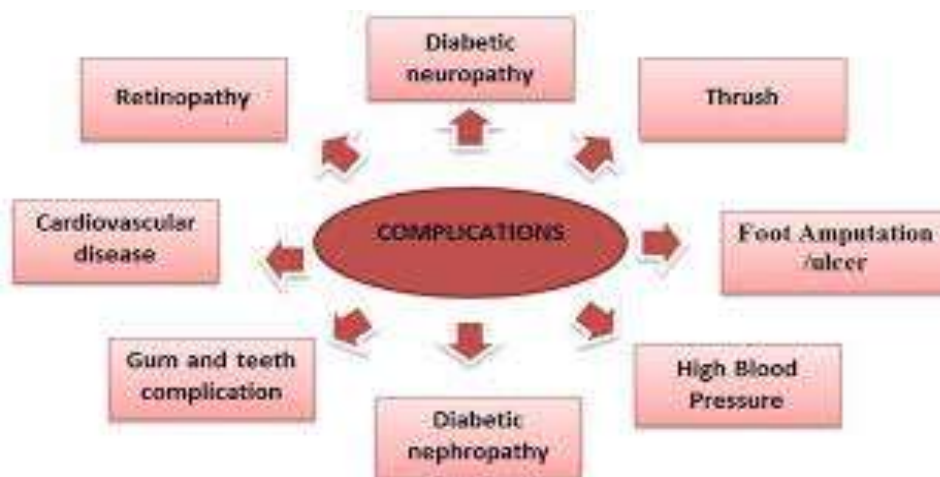 Diabetic
neuropathy
Retinopathy
Thrush
Cardiovascular
disease
COMPLICATIONS
Foot Amputation
/ulcer
Gum and teeth
complication
High Blood
Pressure
Diabetic
nephropathy